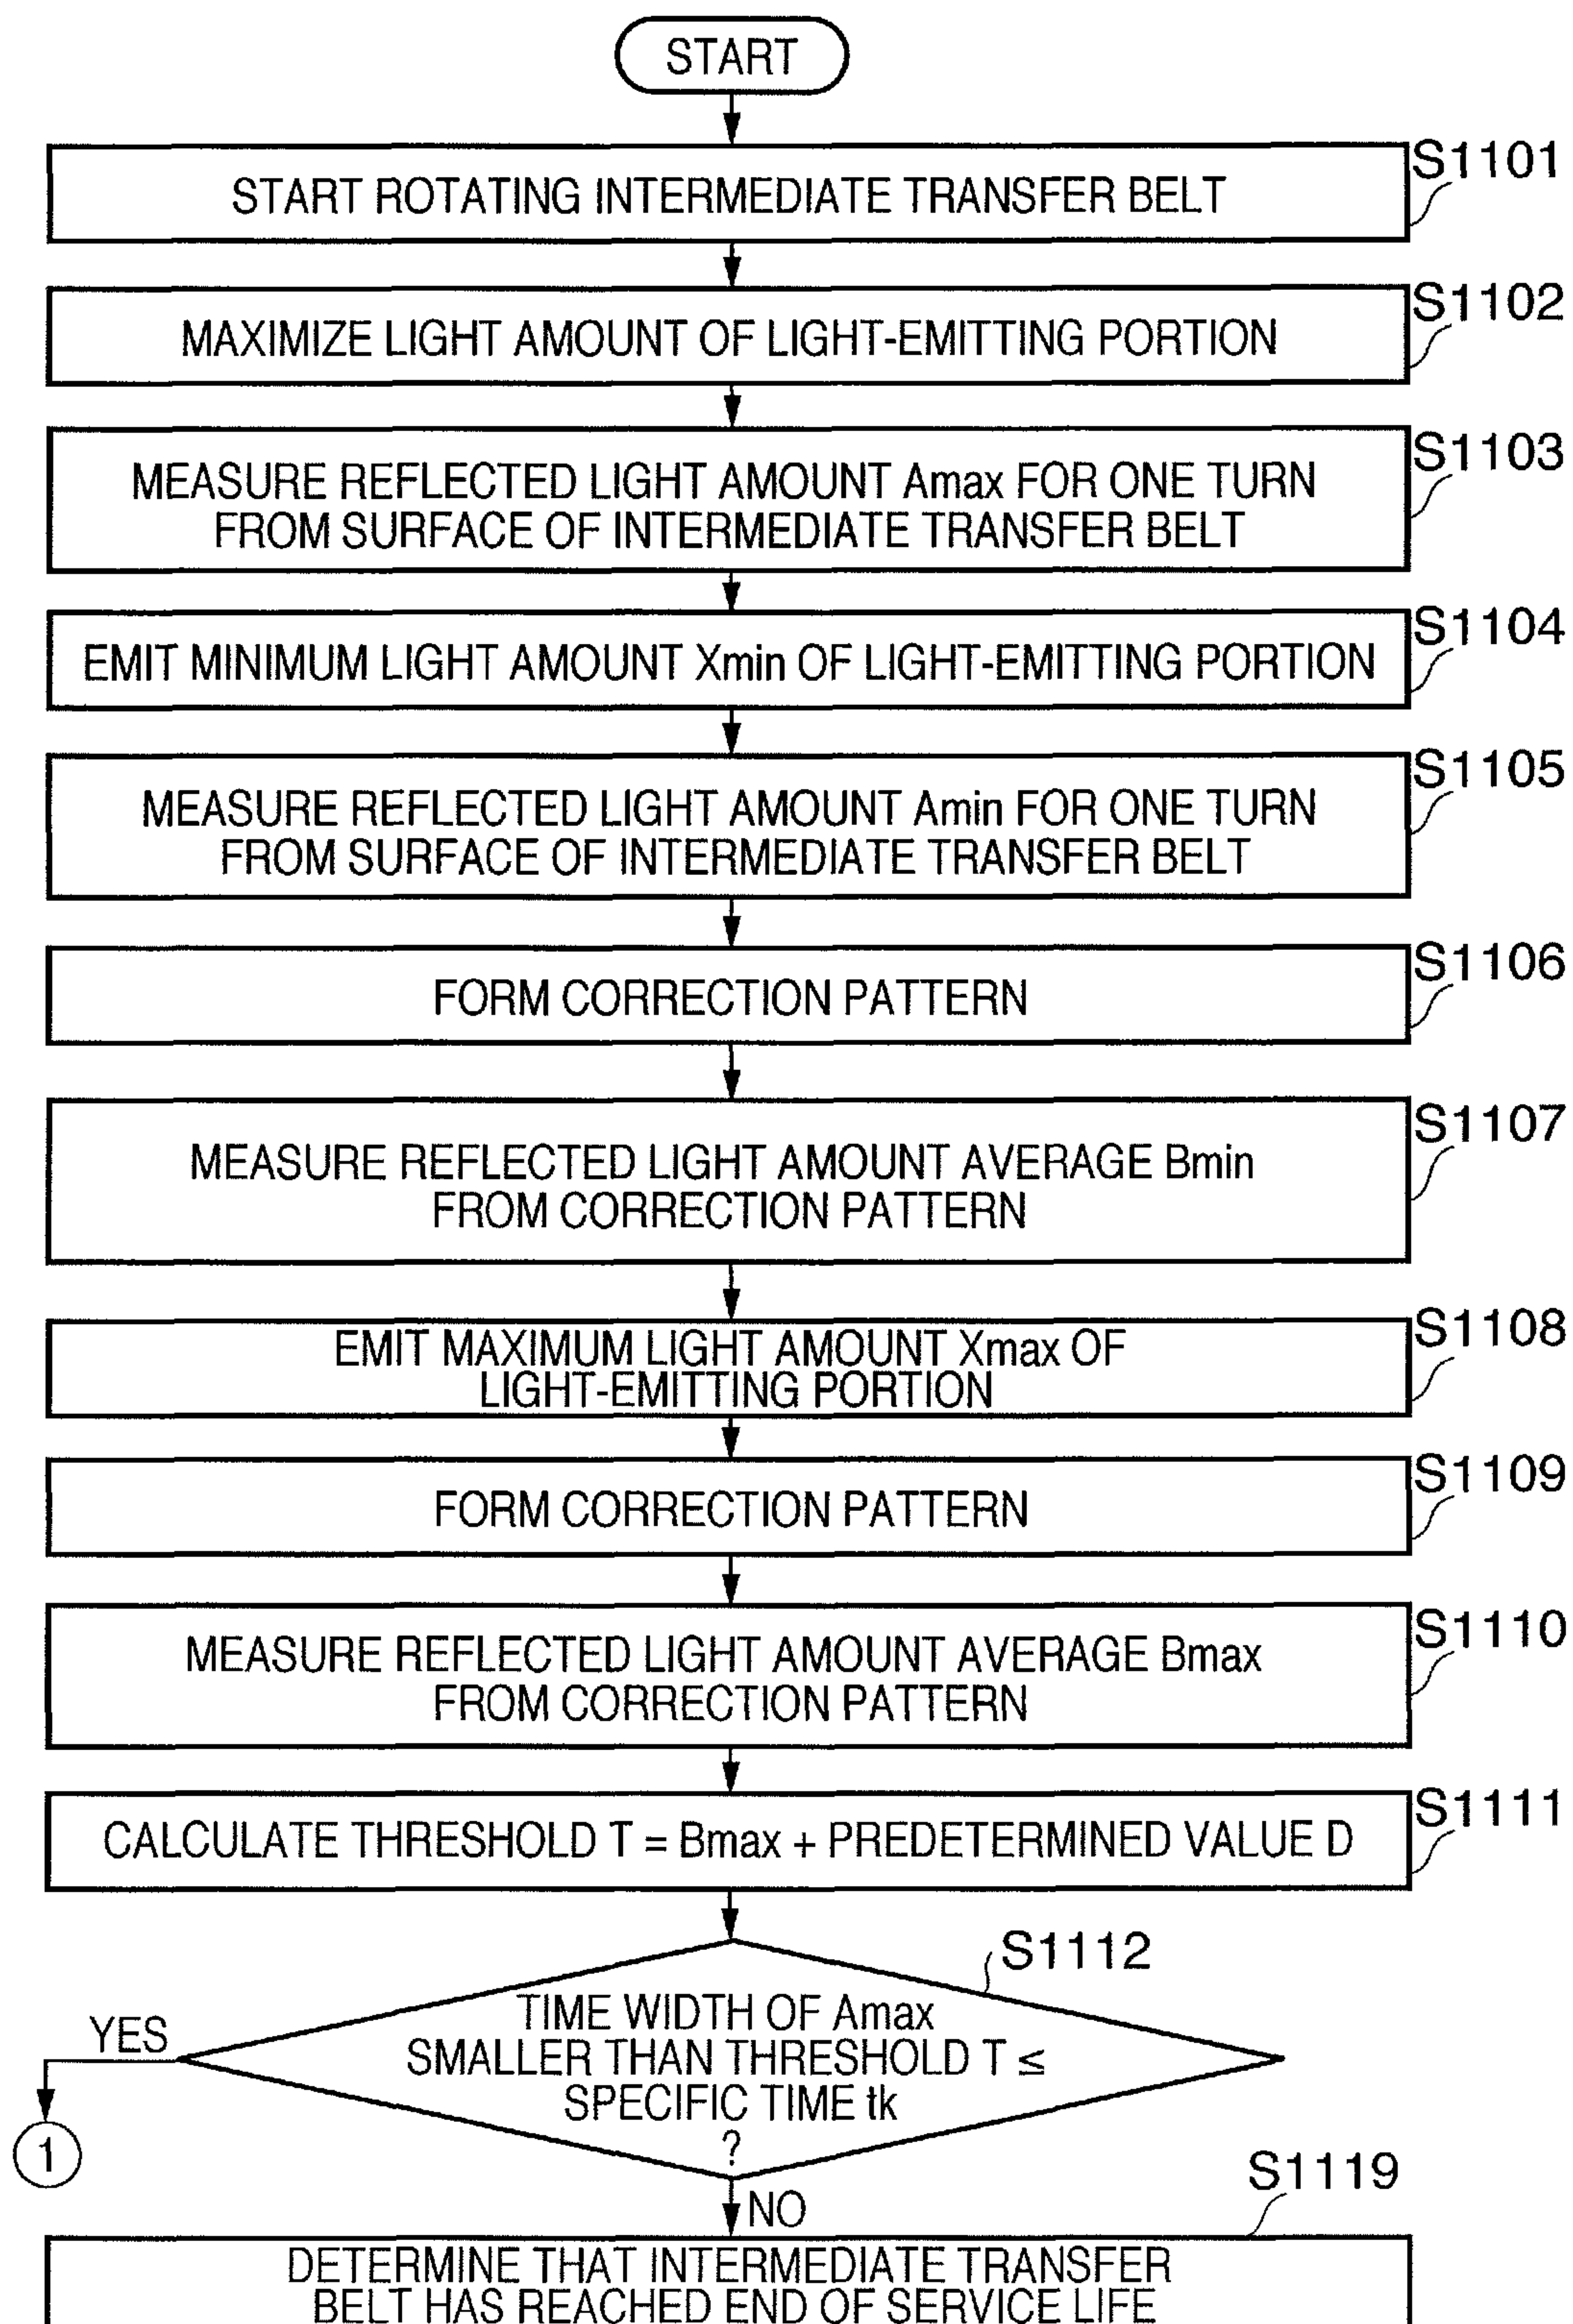 START
S1101
START ROTATING INTERMEDIATE TRANSFER BELT
S1102
MAXIMIZE LIGHT AMOUNT OF LIGHT-EMITTING PORTION
S1103
MEASURE REFLECTED LIGHT AMOUNT Amax FOR ONE TURN
FROM SURFACE OF INTERMEDIATE TRANSFER BELT
S1104
EMIT MINIMUM LIGHT AMOUNT Xmin OF LIGHT-EMITTING PORTION
S1105
MEASURE REFLECTED LIGHT AMOUNT Amin FOR ONE TURN
FROM SURFACE OF INTERMEDIATE TRANSFER BELT
S1106
FORM CORRECTION PATTERN
S1107
MEASURE REFLECTED LIGHT AMOUNT AVERAGE Bmin
FROM CORRECTION PATTERN
S1108
EMIT MAXIMUM LIGHT AMOUNT Xmax OF
LIGHT-EMITTING PORTION
S1109
FORM CORRECTION PATTERN
S1110
MEASURE REFLECTED LIGHT AMOUNT AVERAGE Bmax
FROM CORRECTION PATTERN
S1111
CALCULATE THRESHOLD T = Bmax + PREDETERMINED VALUE D
S1112
TIME WIDTH OF Amax
SMALLER THAN THRESHOLD T ≤
SPECIFIC TIME tk
?
YES
1
NO
S1119
DETERMINE THAT INTERMEDIATE TRANSFER
BELT HAS REACHED END OF SERVICE LIFE